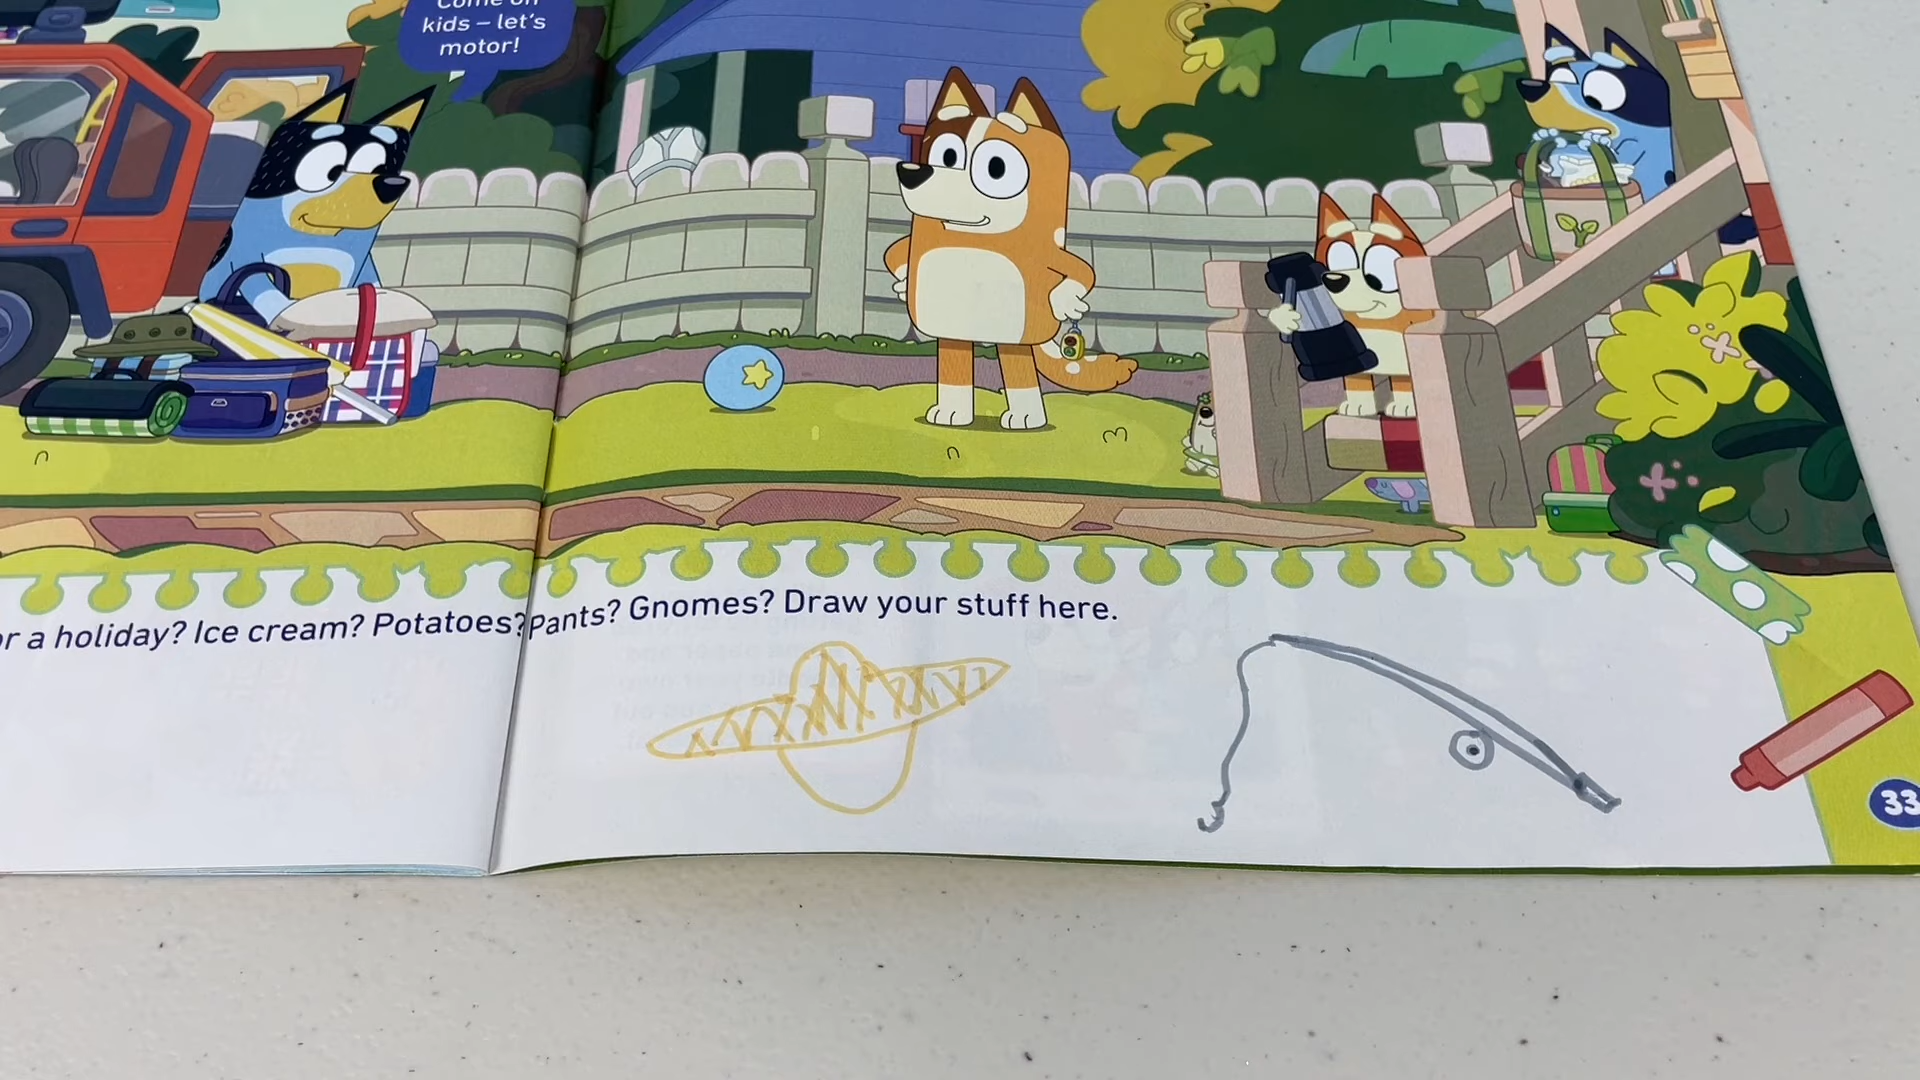 kids – let's
motor!
a holiday? Ice cream? Potatoes? Pants? Gnomes? Draw your stuff here.
33